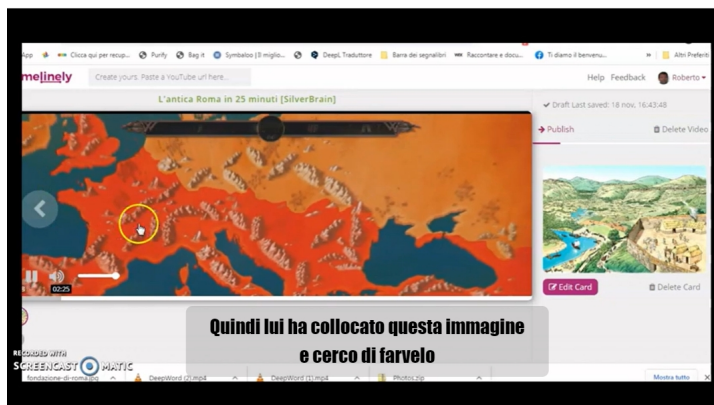 App
Clicca qui per recup...
Purify
Bag it
Symbaloo | Il miglio...
DeepL Traduttore
Barra dei segnalibri
Raccontare e docu...
Ti diamo il benvenu...
»
Altri Preferiti
melinely
Create yours. Paste a YouTube url here...
Help
Feedback
Roberto
L'antica Roma in 25 minuti [SilverBrain]
Draft Last saved: 18 nov, 16:43:48
Publish
Delete Video
02:25
Edit Card
Delete Card
Quindi lui ha collocato questa immagine
e cerco di farvelo
RECORDED WITH
SCREENCAST O MATIC
fondazione-di-roma.jpg
DeepWord (2).mp4
DeepWord (1).mp4
Photos.zip
Mostra tutto
X